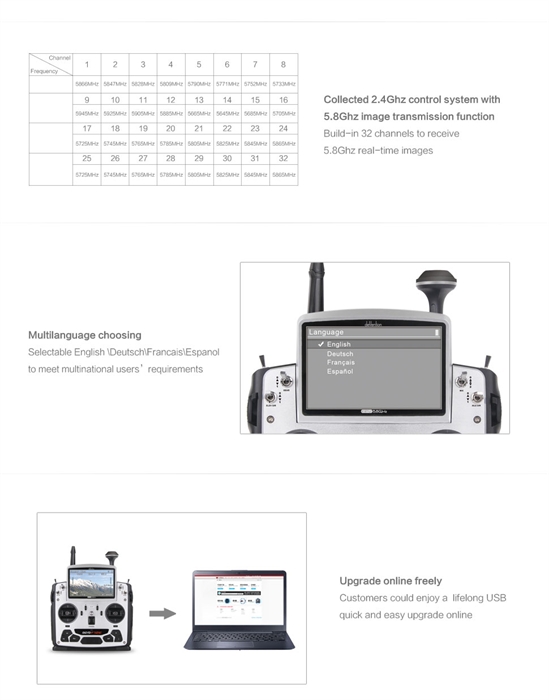 Channel
Frequency
1 2 3 4 5 6 7 8
5866MHz 5847MHz 5828MHz 5809MHz 5790MHz 5771MHz 5752MHz 5733MHz
9 10 11 12 13 14 15 16
5945MHz 5925MHz 5905MHz 5885MHz 5665MHz 5645MHz 5685MHz 5705MHz
17 18 19 20 21 22 23 24
5725MHz 5745MHz 5765MHz 5785MHz 5805MHz 5825MHz 5845MHz 5865MHz
25 26 27 28 29 30 31 32
5725MHz 5745MHz 5765MHz 5785MHz 5805MHz 5825MHz 5845MHz 5865MHz
Collected 2.4Ghz control system with
5.8Ghz image transmission function
Build-in 32 channels to receive
5.8Ghz real-time images
Multilanguage choosing
Selectable English \Deutsch\Francais\Espanol
to meet multinational users' requirements
Language
✓ English
Deutsch
Français
Español
Upgrade online freely
Customers could enjoy a lifelong USB
quick and easy upgrade online